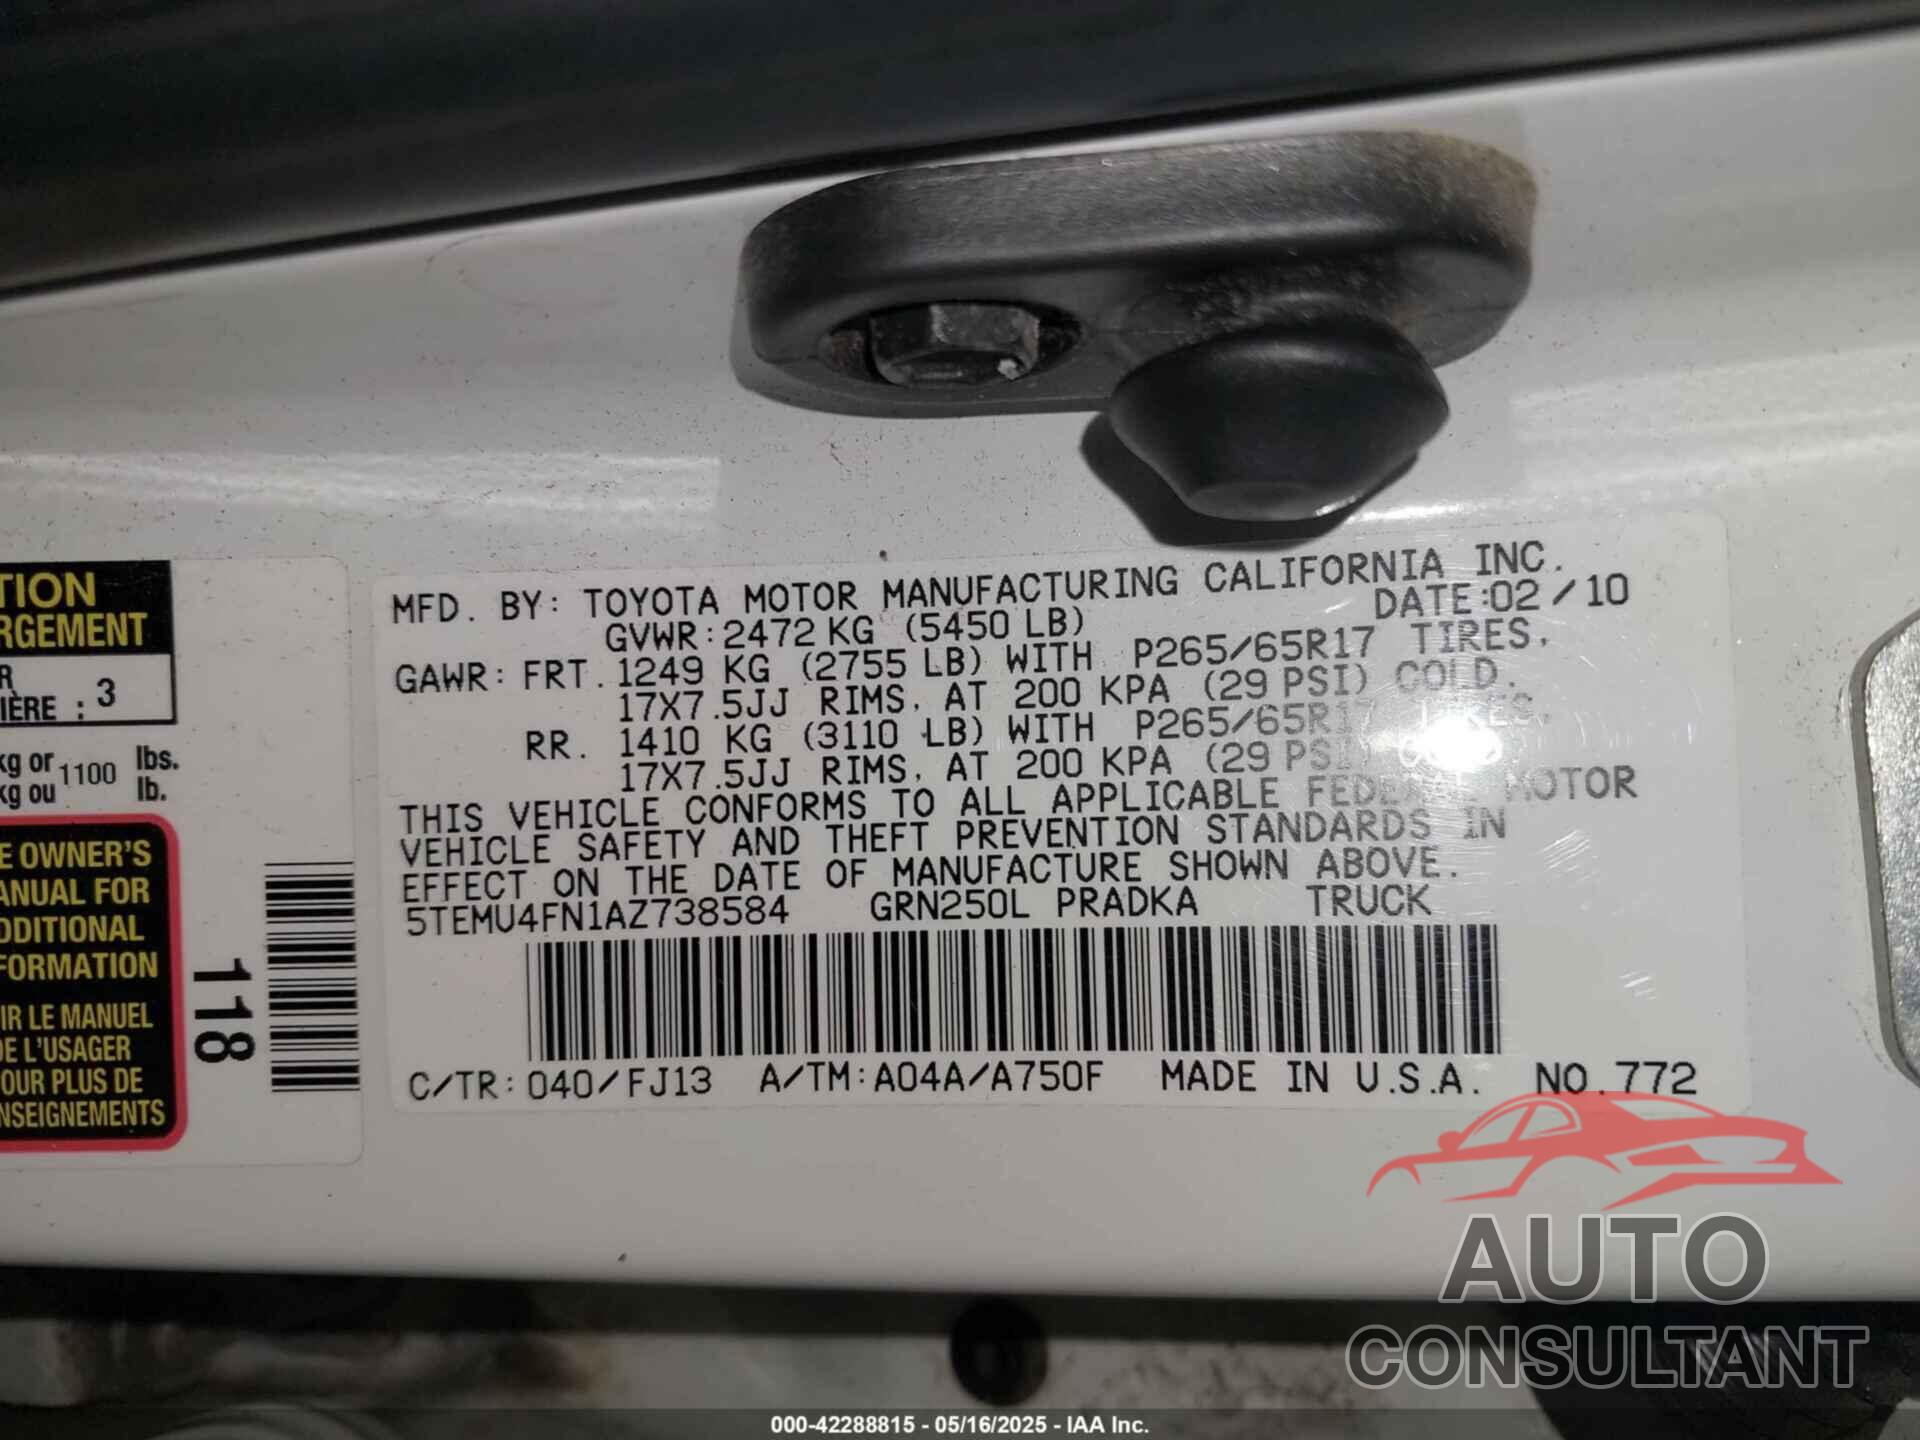 TION
RGEMENT
R
IÈRE : 3
kg or 1100 lbs.
kg ou lb.
E OWNER'S
ANUAL FOR
DDITIONAL
FORMATION
IR LE MANUEL
DE L'USAGER
OUR PLUS DE
NSEIGNEMENTS
118
MFD. BY: TOYOTA MOTOR MANUFACTURING CALIFORNIA INC.
GVWR:2472 KG (5450 LB) DATE:02/10
GAWR: FRT. 1249 KG (2755 LB) WITH P265/65R17 TIRES,
17X7.5JJ RIMS, AT 200 KPA (29 PSI) COLD.
RR. 1410 KG (3110 LB) WITH P265/65R17 TIRES,
17X7.5JJ RIMS, AT 200 KPA (29 PSI)
THIS VEHICLE CONFORMS TO ALL APPLICABLE FEDERAL MOTOR
VEHICLE SAFETY AND THEFT PREVENTION STANDARDS IN
EFFECT ON THE DATE OF MANUFACTURE SHOWN ABOVE.
5TEMU4FN1AZ738584 GRN250L PRADKA TRUCK
C/TR: 040/FJ13 A/TM:A04A/A750F MADE IN U.S.A. NO.772
AUTO
CONSULTANT
000-42288815 - 05/16/2025 - IAA Inc.